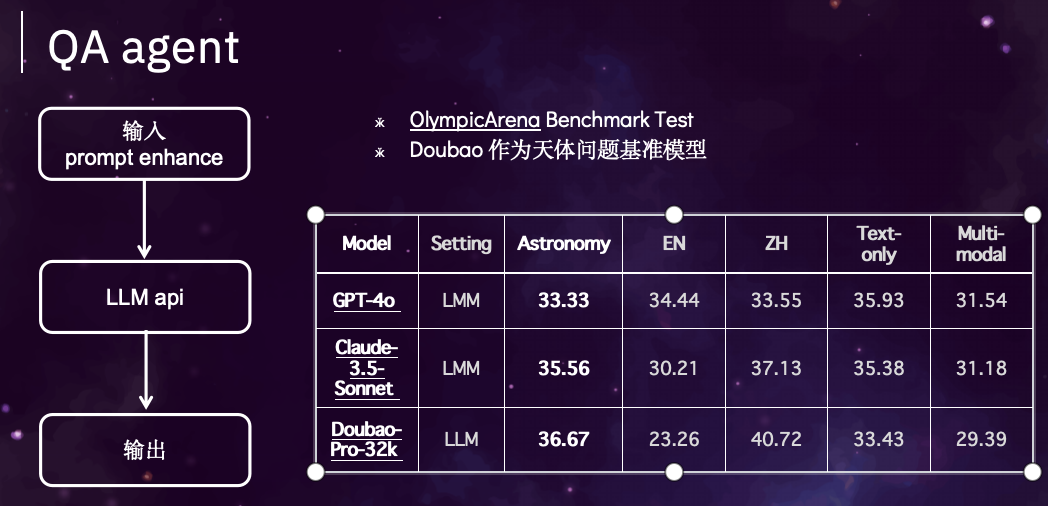 QA agent
输入
prompt enhance
LLM api
输出
OlympicArena Benchmark Test
Doubao 作为天体问题基准模型
Model Setting Astronomy EN ZH Text-only Multi-modal
GPT-4o LMM 33.33 34.44 33.55 35.93 31.54
Claude-3.5-Sonnet LMM 35.56 30.21 37.13 35.38 31.18
Doubao-Pro-32k LLM 36.67 23.26 40.72 33.43 29.39